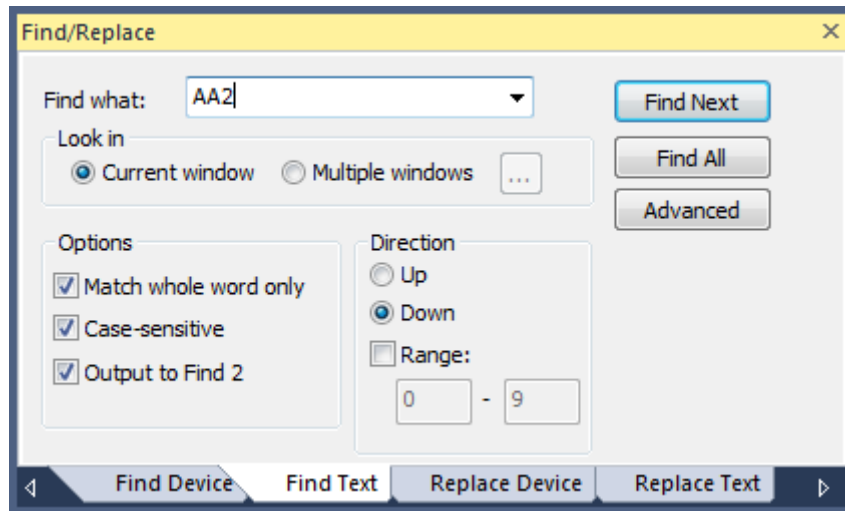 Find/Replace
Find what: AA2
Find Next
Look in
Current window Multiple windows ...
Find All
Advanced
Options
Match whole word only
Case-sensitive
Output to Find 2
Direction
Up
Down
Range:
0 - 9
Find Device Find Text Replace Device Replace Text